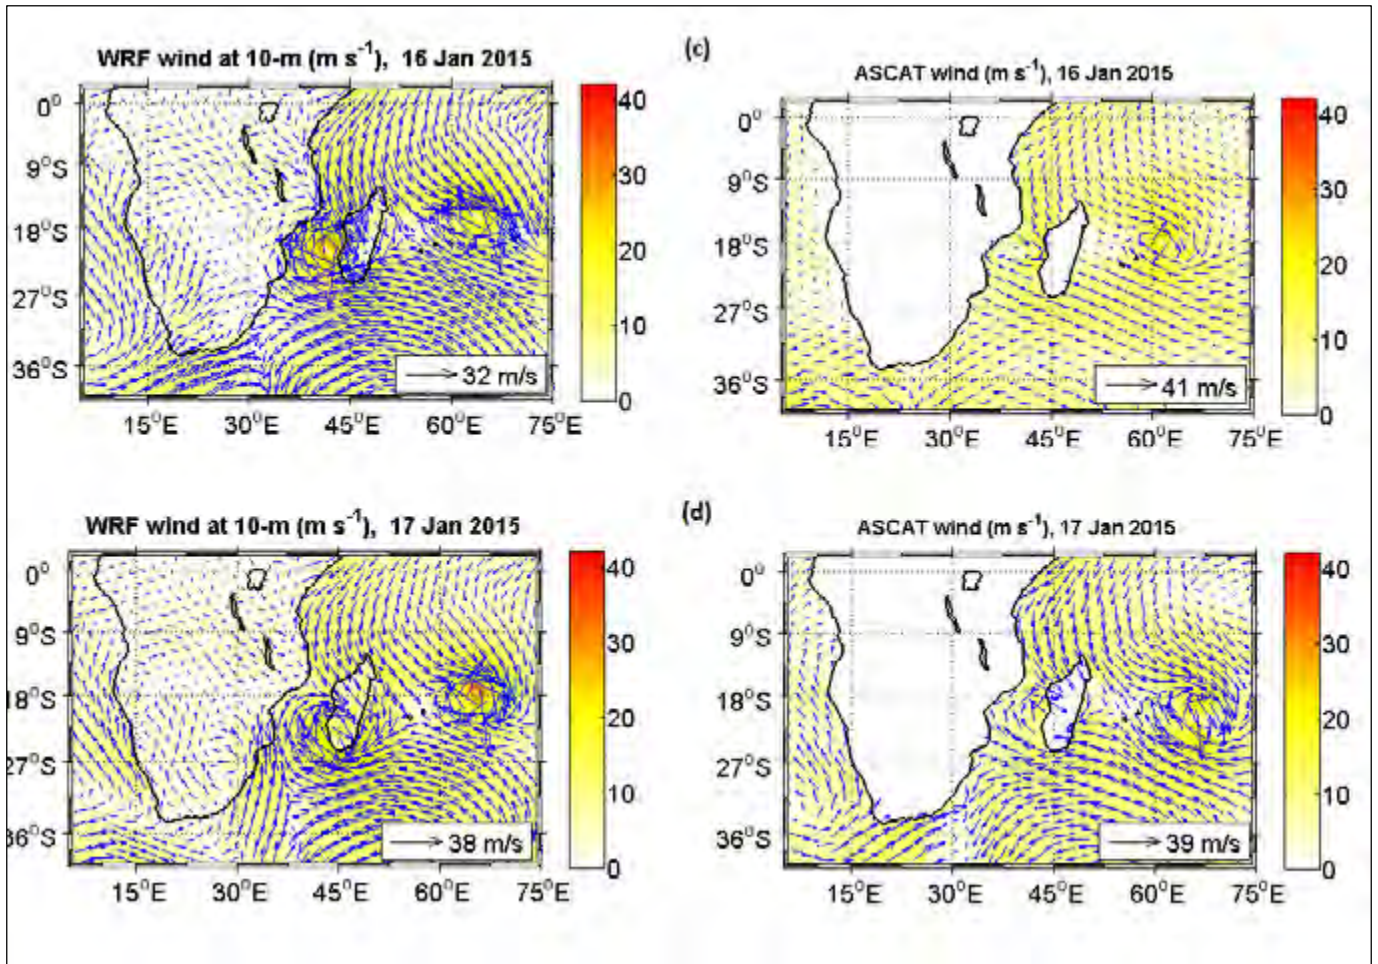 (c)
WRF wind at 10-m (m s⁻¹), 16 Jan 2015
0°
9°S
18°S
27°S
36°S
15°E 30°E 45°E 60°E 75°E
32 m/s
40
30
20
10
0
ASCAT wind (m s⁻¹), 16 Jan 2015
0°
9°S
18°S
27°S
36°S
15°E 30°E 45°E 60°E 75°E
41 m/s
40
30
20
10
0
(d)
WRF wind at 10-m (m s⁻¹), 17 Jan 2015
0°
9°S
18°S
27°S
36°S
15°E 30°E 45°E 60°E 75°E
38 m/s
40
30
20
10
0
ASCAT wind (m s⁻¹), 17 Jan 2015
0°
9°S
18°S
27°S
36°S
15°E 30°E 45°E 60°E 75°E
39 m/s
40
30
20
10
0